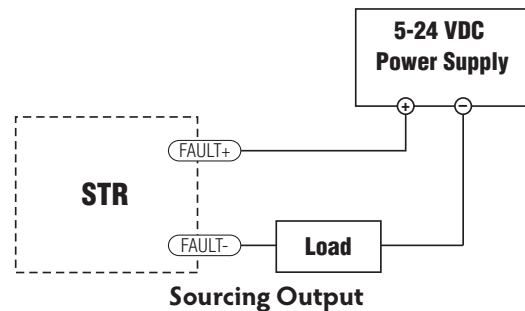 5-24 VDC
Power Supply
+
−
FAULT+
STR
FAULT-
Load
Sourcing Output